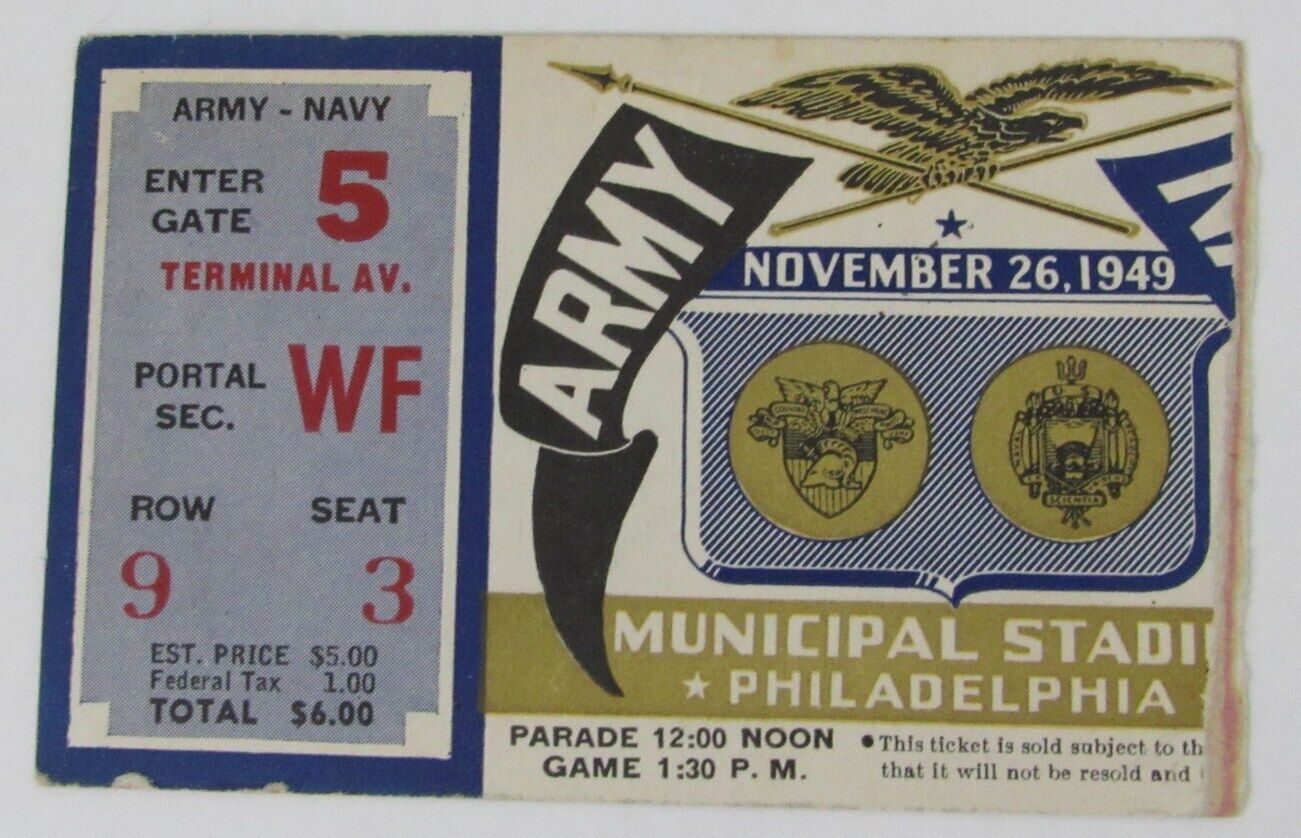 ARMY - NAVY
ENTER GATE 5
TERMINAL AV.
PORTAL SEC. WF
ROW SEAT
9 3
EST. PRICE $5.00
Federal Tax 1.00
TOTAL $6.00
ARMY
NOVEMBER 26, 1949
SCIENTIA
MUNICIPAL STADI
★ PHILADELPHIA
PARADE 12:00 NOON
GAME 1:30 P. M.
• This ticket is sold subject to th
that it will not be resold and